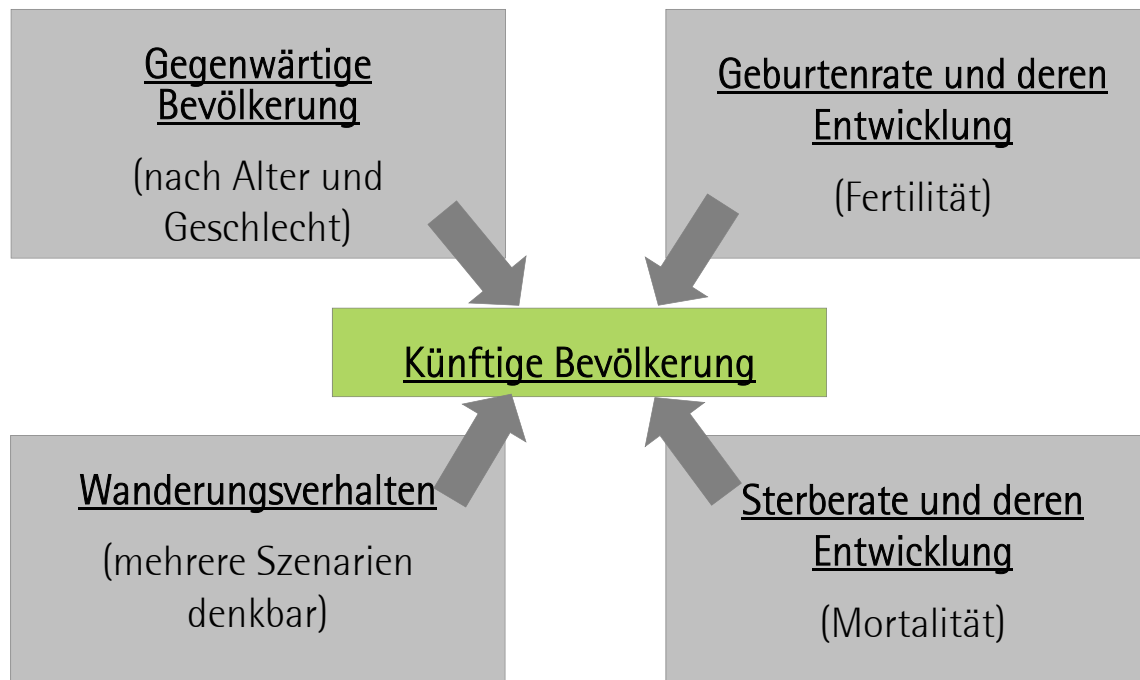 Gegenwärtige
Bevölkerung
(nach Alter und
Geschlecht)
Geburtenrate und deren
Entwicklung
(Fertilität)
Künftige Bevölkerung
Wanderungsverhalten
(mehrere Szenarien
denkbar)
Sterberate und deren
Entwicklung
(Mortalität)